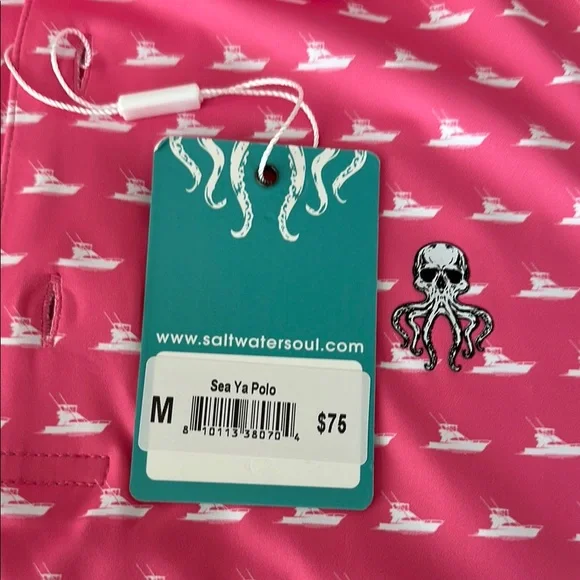 www.saltwatersoul.com
Sea Ya Polo
M
$75
8 10113 38070 4